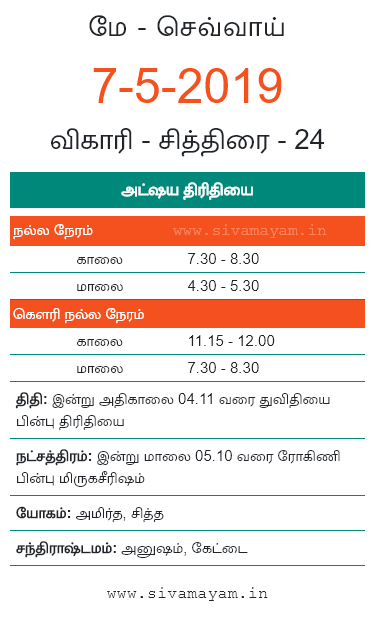 மே - செவ்வாய்
7-5-2019
விகாரி - சித்திரை - 24
அட்ஷய திரிதியை
நல்ல நேரம் www.sivamayam.in
காலை 7.30 - 8.30
மாலை 4.30 - 5.30
கௌரி நல்ல நேரம்
காலை 11.15 - 12.00
மாலை 7.30 - 8.30
திதி: இன்று அதிகாலை 04.11 வரை துவிதியை
பின்பு திரிதியை
நட்சத்திரம்: இன்று மாலை 05.10 வரை ரோகிணி
பின்பு மிருகசீரிஷம்
யோகம்: அமிர்த, சித்த
சந்திராஷ்டமம்: அனுஷம், கேட்டை
www.sivamayam.in